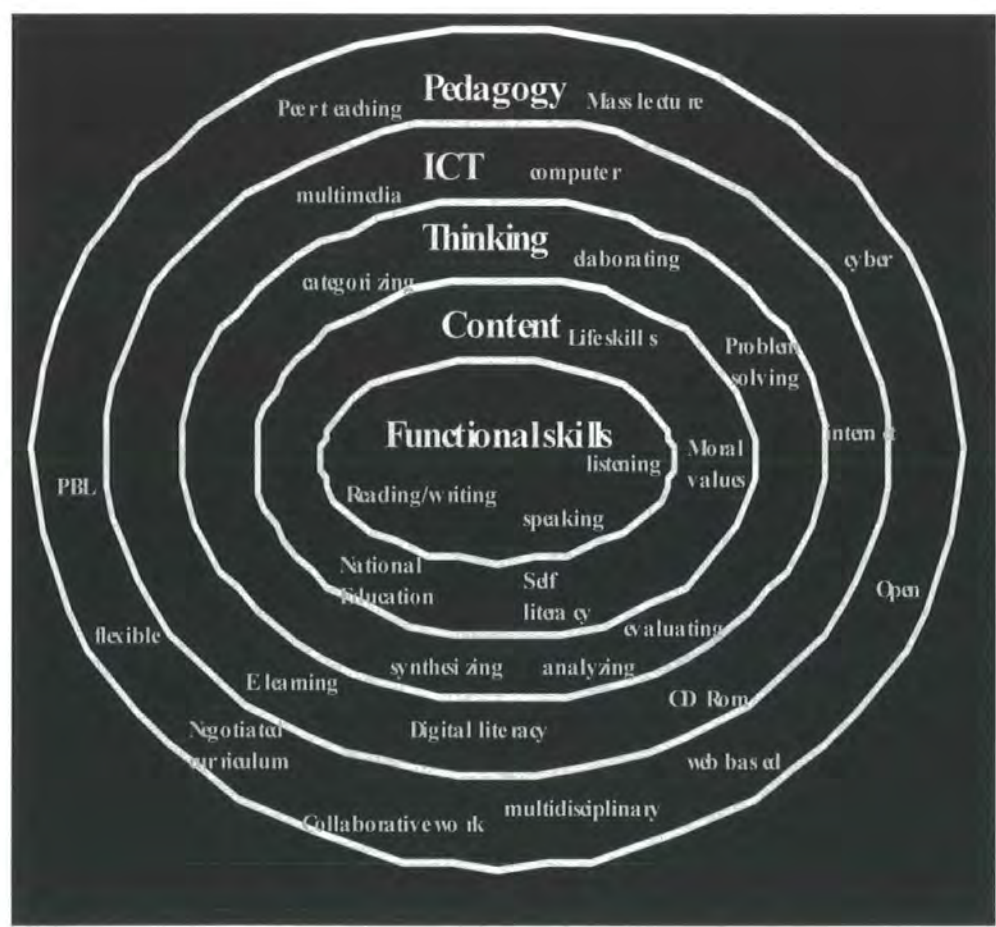 Pedagogy
Peer teaching
Mass lecture
ICT
computer
multimedia
Thinking
elaborating
cyber
categorizing
Content
Lifeskills
Problem
solving
Functional skills
internet
listening
Moral
values
PBL
Reading/writing
speaking
National
Education
Self
literacy
Open
flexible
evaluating
synthesizing
analyzing
E learning
CD Rom
Negotiated
curriculum
Digital literacy
web based
multidisciplinary
Collaborative work